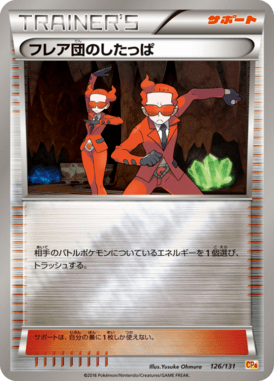 TRAINER'S
サポート
フレア団のしたっぱ
相手のバトルポケモンについているエネルギーを1個選び、
トラッシュする。
サポートは、自分の番に1枚しか使えない。
Illus.Yusuke Ohmura
CP6
126/131
©2016 Pokémon/Nintendo/Creatures/GAME FREAK.